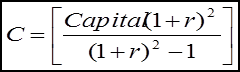 C = [ Capital(1+r)² / (1+r)² − 1 ]